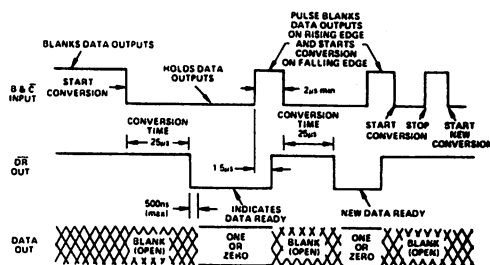 PULSE BLANKS
DATA OUTPUTS
ON RISING EDGE
AND STARTS
CONVERSION
ON FALLING EDGE
BLANKS DATA OUTPUTS
HOLDS DATA
OUTPUTS
B & C̅
INPUT
START
CONVERSION
2µs min
START
CONVERSION
STOP
START
NEW
CONVERSION
CONVERSION
TIME
25µs
CONVERSION
TIME
25µs
D̅R̅
OUT
1 5µs
500ns
(max)
INDICATES
DATA READY
NEW DATA READY
DATA
OUT
BLANK
(OPEN)
ONE
OR
ZERO
BLANK
(OPEN)
ONE
OR
ZERO
BLANK
(OPEN)